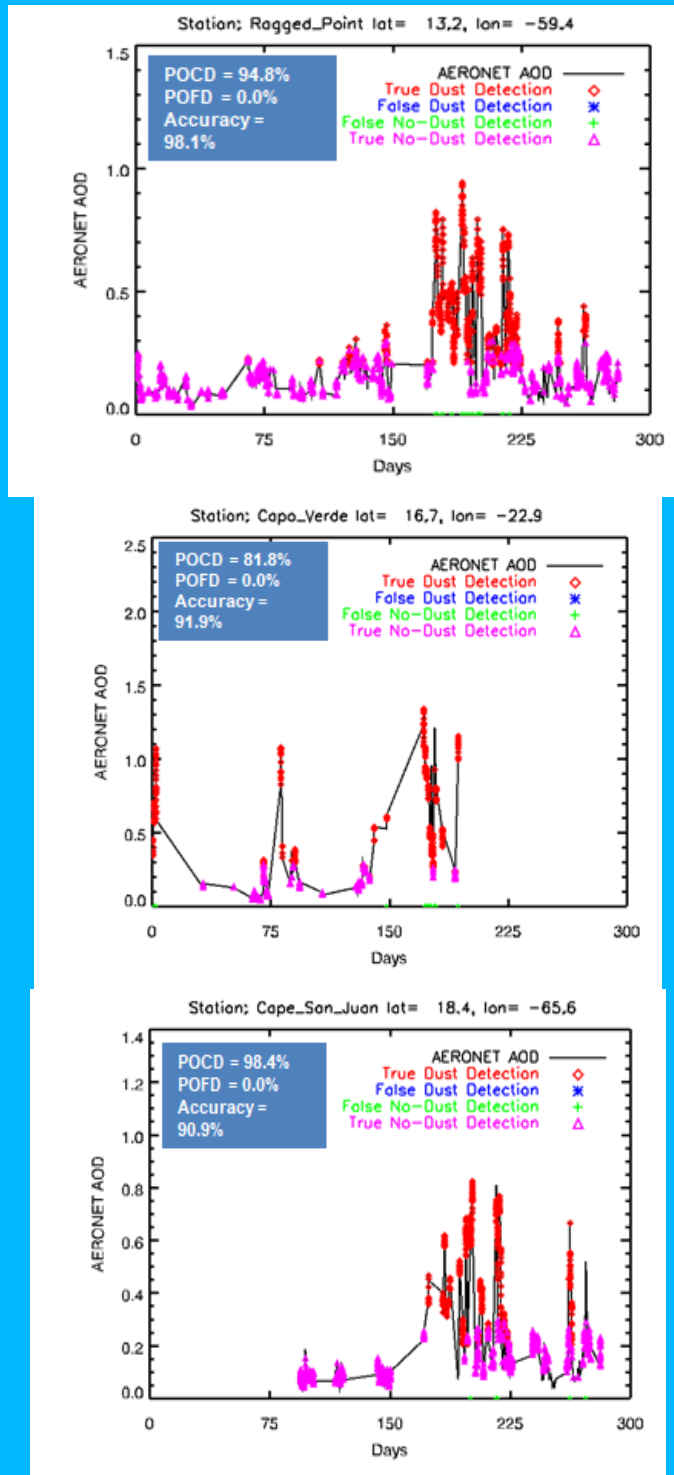 Station: Ragged_Point lat= 13.2, lon= -59.4
POCD = 94.8%
POFD = 0.0%
Accuracy =
98.1%
AERONET AOD
True Dust Detection
False Dust Detection
False No-Dust Detection
True No-Dust Detection
1.5
1.0
0.5
0.0
AERONET AOD
0 75 150 225 300
Days
Station: Capo_Verde lat= 16.7, lon= -22.9
POCD = 81.8%
POFD = 0.0%
Accuracy =
91.9%
AERONET AOD
True Dust Detection
False Dust Detection
False No-Dust Detection
True No-Dust Detection
2.5
2.0
1.5
1.0
0.5
0.0
AERONET AOD
0 75 150 225 300
Days
Station: Cape_San_Juan lat= 18.4, lon= -65.6
POCD = 98.4%
POFD = 0.0%
Accuracy =
90.9%
AERONET AOD
True Dust Detection
False Dust Detection
False No-Dust Detection
True No-Dust Detection
1.4
1.2
1.0
0.8
0.6
0.4
0.2
0.0
AERONET AOD
0 75 150 225 300
Days